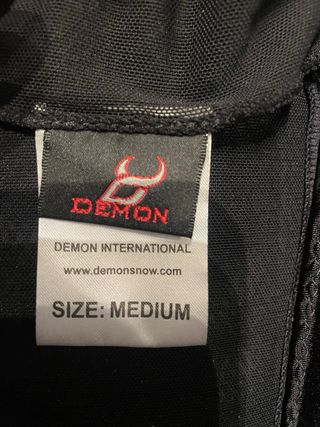 DEMON
DEMON INTERNATIONAL
www.demonsnow.com
SIZE: MEDIUM